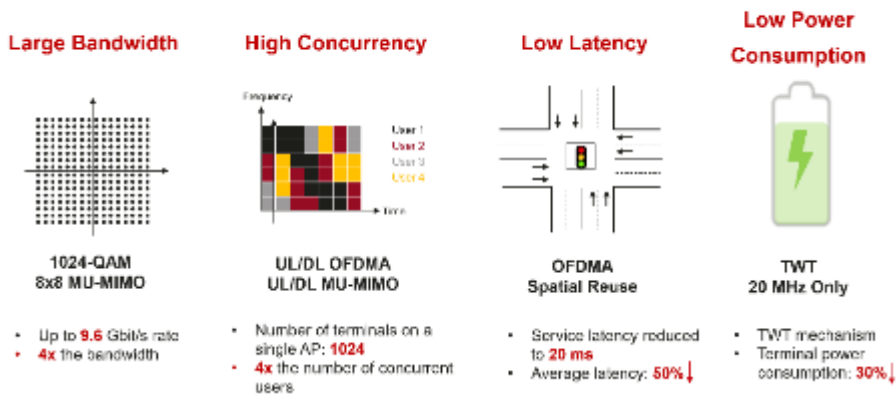 Large Bandwidth
1024-QAM
8x8 MU-MIMO
• Up to 9.6 Gbit/s rate
• 4x the bandwidth
High Concurrency
Frequency
User 1
User 2
User 3
User 4
Time
UL/DL OFDMA
UL/DL MU-MIMO
• Number of terminals on a
single AP: 1024
• 4x the number of concurrent
users
Low Latency
OFDMA
Spatial Reuse
• Service latency reduced
to 20 ms
• Average latency: 50%↓
Low Power
Consumption
TWT
20 MHz Only
• TWT mechanism
• Terminal power
consumption: 30%↓